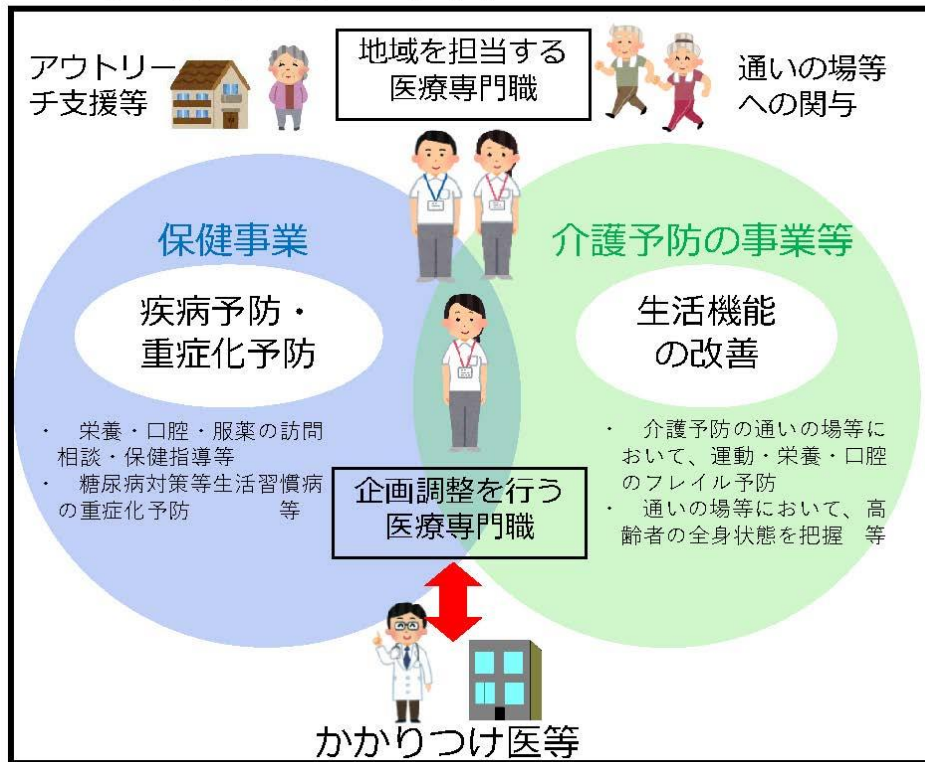 アウトリー
チ支援等
地域を担当する
医療専門職
通いの場等
への関与
保健事業
疾病予防・
重症化予防
・ 栄養・口腔・服薬の訪問
相談・保健指導等
・ 糖尿病対策等生活習慣病
の重症化予防 等
介護予防の事業等
生活機能
の改善
・ 介護予防の通いの場等に
おいて、運動・栄養・口腔
のフレイル予防
・ 通いの場等において、高
齢者の全身状態を把握 等
企画調整を行う
医療専門職
かかりつけ医等